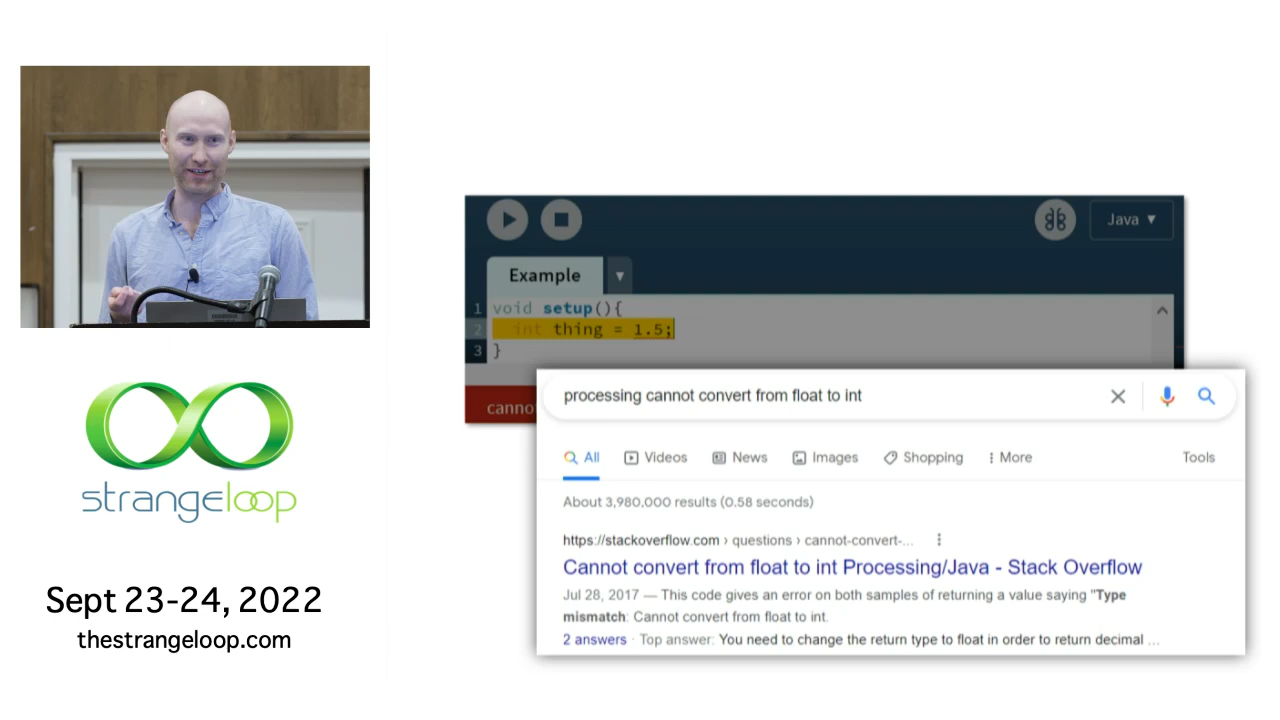 strangeloop
Sept 23-24, 2022
thestrangeloop.com
Java ▼
Example ▼
1 void setup(){
2 int thing = 1.5;
3 }
canno
processing cannot convert from float to int
All Videos News Images Shopping More Tools
About 3,980,000 results (0.58 seconds)
https://stackoverflow.com › questions › cannot-convert-...
Cannot convert from float to int Processing/Java - Stack Overflow
Jul 28, 2017 — This code gives an error on both samples of returning a value saying "Type
mismatch: Cannot convert from float to int.
2 answers · Top answer: You need to change the return type to float in order to return decimal ...